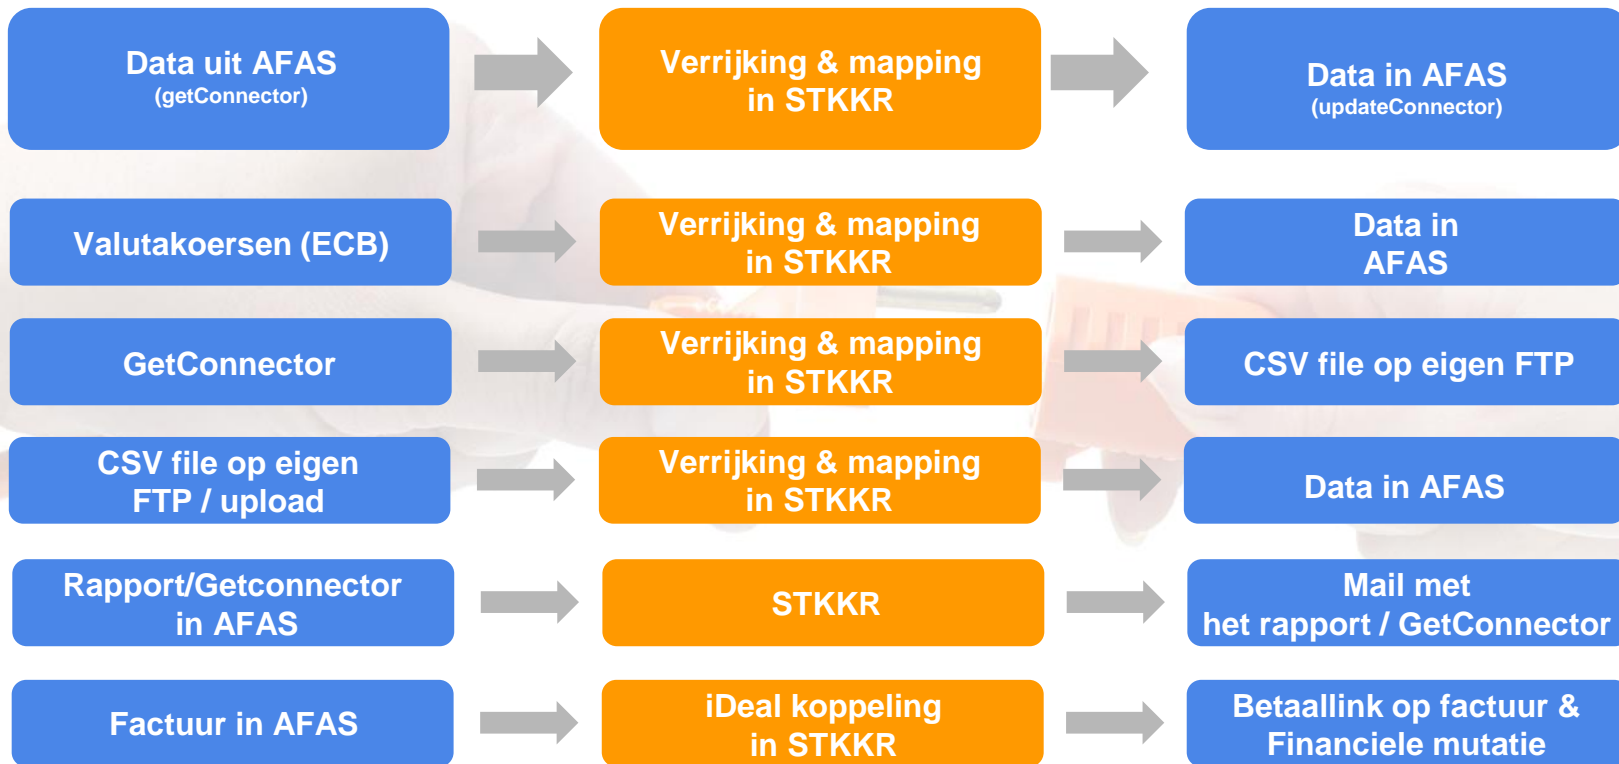 Data uit AFAS
(getConnector)
Verrijking & mapping
in STKKR
Data in AFAS
(updateConnector)
Valutakoersen (ECB)
Verrijking & mapping
in STKKR
Data in
AFAS
GetConnector
Verrijking & mapping
in STKKR
CSV file op eigen FTP
CSV file op eigen
FTP / upload
Verrijking & mapping
in STKKR
Data in AFAS
Rapport/Getconnector
in AFAS
STKKR
Mail met
het rapport / GetConnector
Factuur in AFAS
iDeal koppeling
in STKKR
Betaallink op factuur &
Financiele mutatie